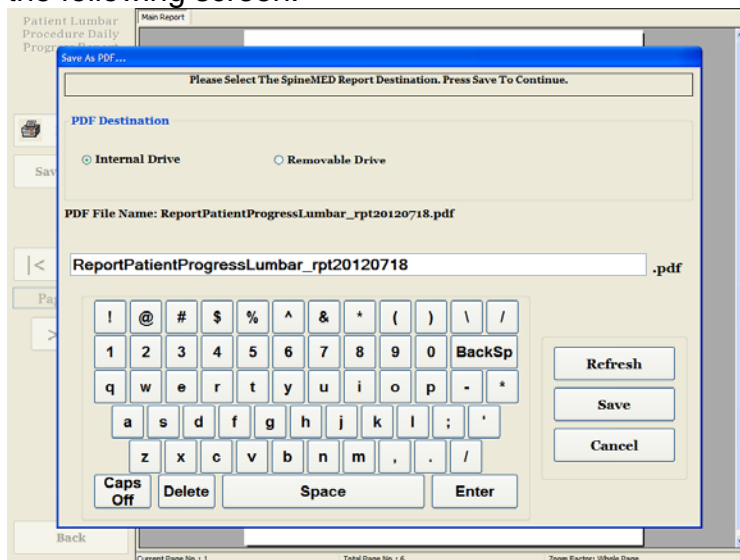 the following screen.
Patient Lumbar
Procedure Daily
Main Report
Save As PDF...
Please Select The SpineMED Report Destination. Press Save To Continue.
PDF Destination
Internal Drive
Removable Drive
PDF File Name: ReportPatientProgressLumbar_rpt20120718.pdf
ReportPatientProgressLumbar_rpt20120718
.pdf
! @ # $ % ^ & * ( ) \ /
1 2 3 4 5 6 7 8 9 0 BackSp
q w e r t y u i o p - *
a s d f g h j k l ; '
z x c v b n m , . /
Caps Off Delete Space Enter
Refresh
Save
Cancel
|<
>
Back
Current Page No.: 1
Total Page No.: 6
Zoom Factor: Whole Page